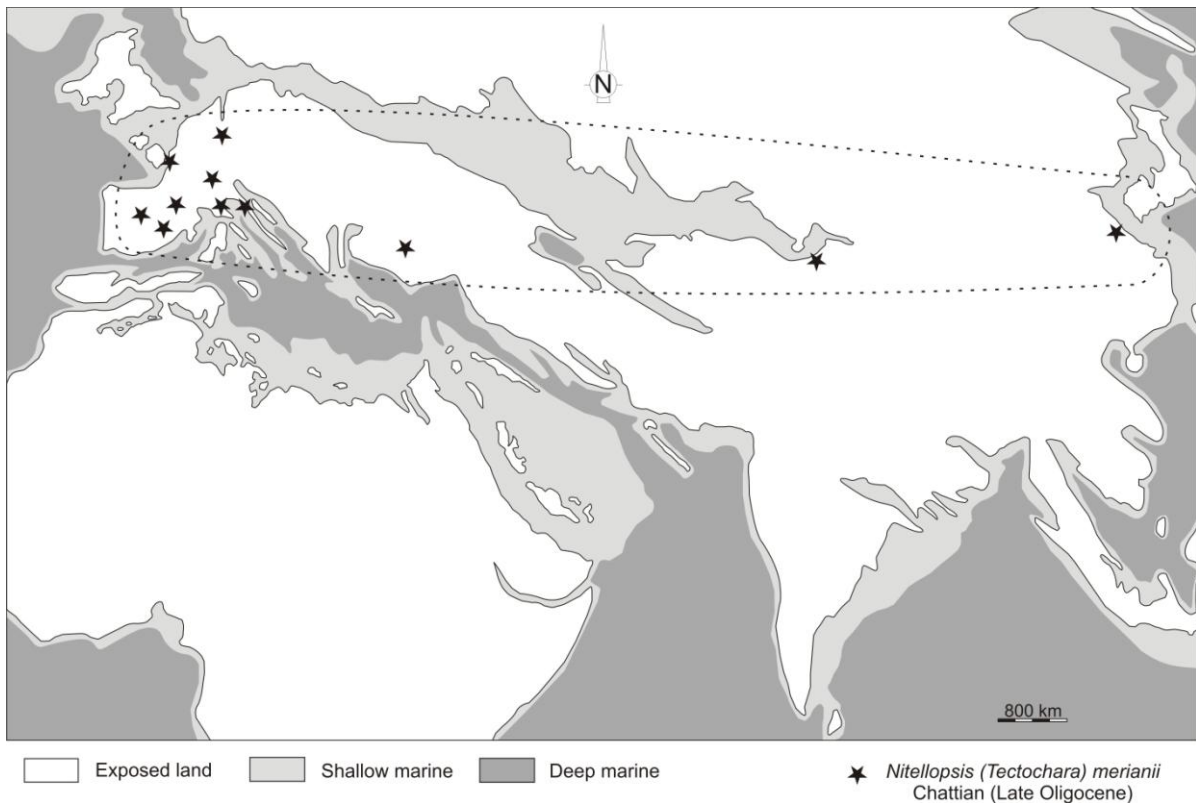 N
800 km
Exposed land
Shallow marine
Deep marine
Nitellopsis (Tectochara) merianii
Chattian (Late Oligocene)